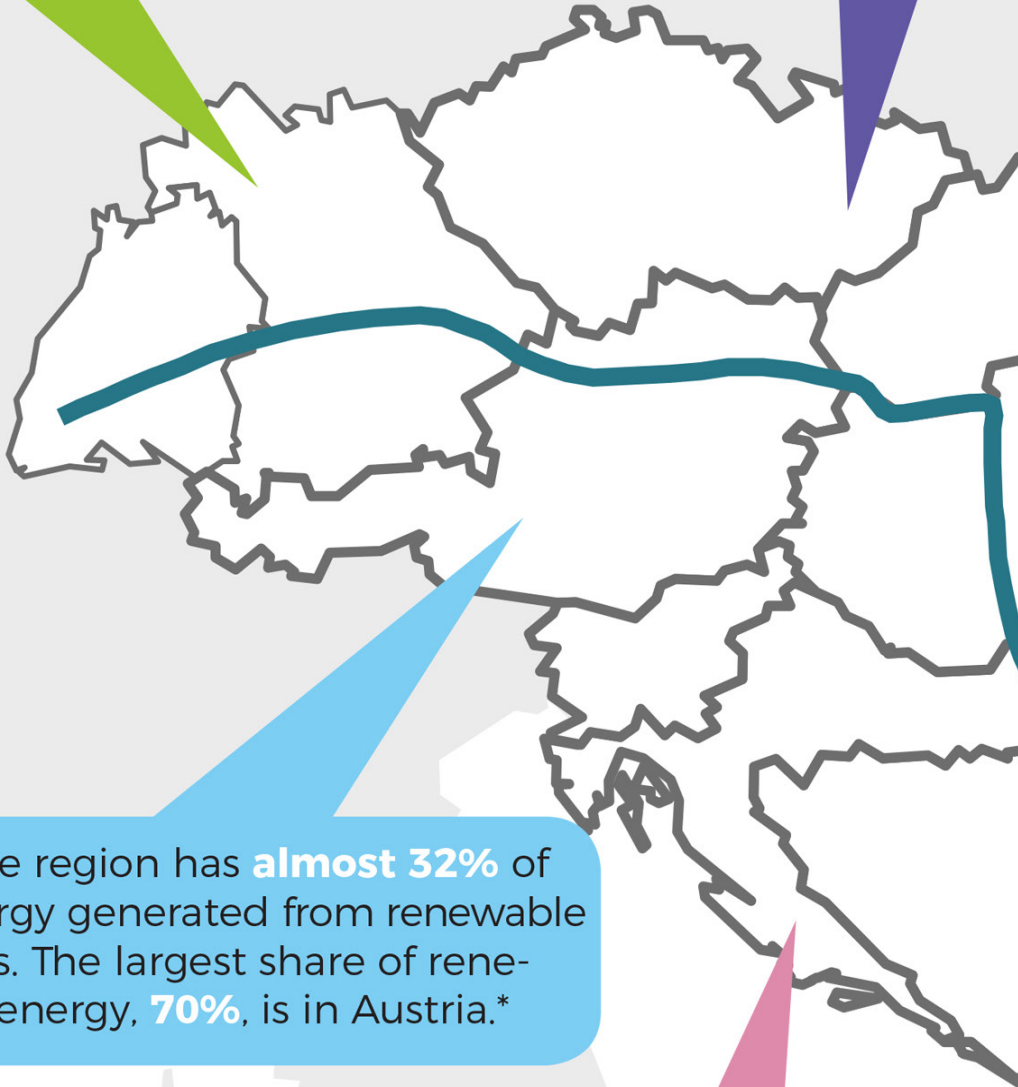 e region has almost 32% of
rgy generated from renewable
s. The largest share of rene-
energy, 70%, is in Austria.*